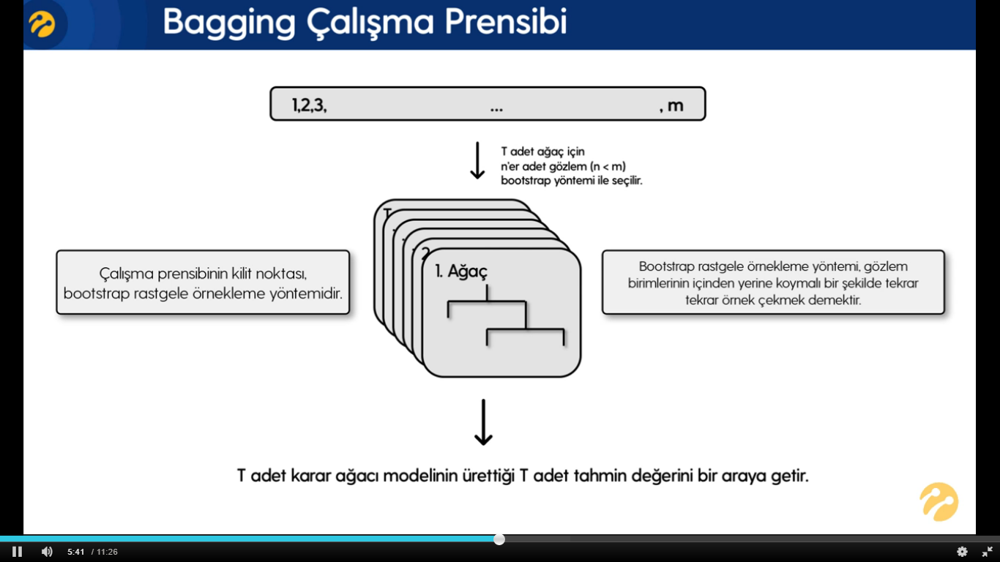 Bagging Çalışma Prensibi
1,2,3, ... , m
T adet ağaç için
n'er adet gözlem (n < m)
bootstrap yöntemi ile seçilir.
T
2
1. Ağaç
Çalışma prensibinin kilit noktası,
bootstrap rastgele örnekleme yöntemidir.
Bootstrap rastgele örnekleme yöntemi, gözlem
birimlerinin içinden yerine koymalı bir şekilde tekrar
tekrar örnek çekmek demektir.
T adet karar ağacı modelinin ürettiği T adet tahmin değerini bir araya getir.
5:41 / 11:26